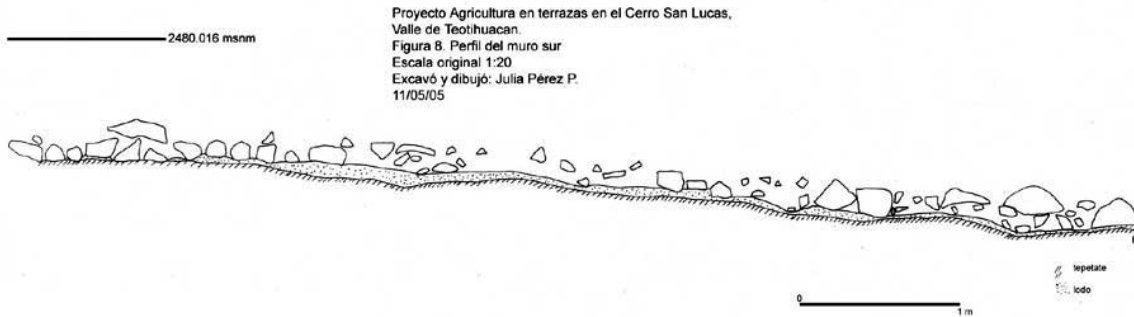 Proyecto Agricultura en terrazas en el Cerro San Lucas,
Valle de Teotihuacan.
Figura 8. Perfil del muro sur
Escala original 1:20
Excavó y dibujó: Julia Pérez P.
11/05/05
2480.016 msnm
tepetate
lodo
0
1 m